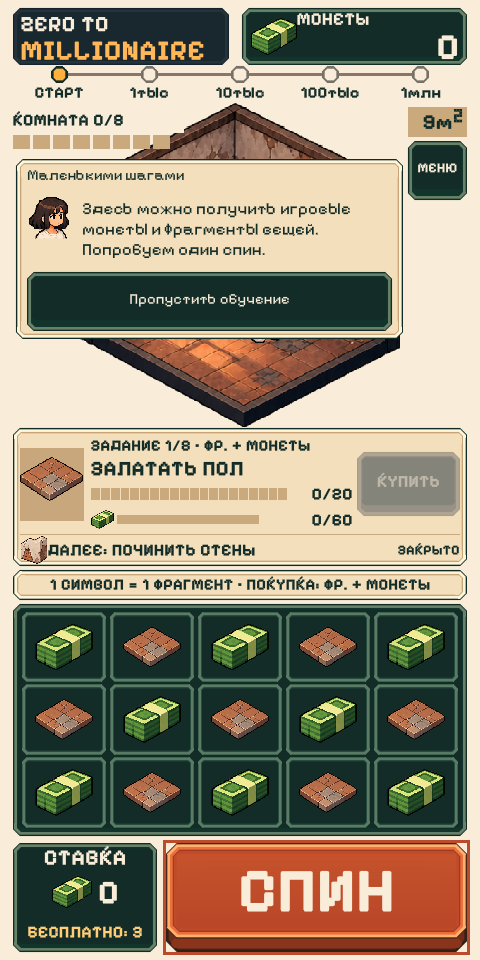 ZERO TO
MILLIONAIRE
МОНЕТЫ
0
СТАРТ 1тыс 10тыс 100тыс 1млн
КОМНАТА 0/8
9м²
МЕНЮ
Маленькими шагами
Здесь можно получить игровые
монеты и фрагменты вещей.
Попробуем один спин.
Пропустить обучение
ЗАДАНИЕ 1/8 · ФР. + МОНЕТЫ
ЗАЛАТАТЬ ПОЛ
0/20
КУПИТЬ
0/60
ДАЛЕЕ: ПОЧИНИТЬ СТЕНЫ
ЗАКРЫТО
1 СИМВОЛ = 1 ФРАГМЕНТ · ПОКУПКА: ФР. + МОНЕТЫ
СТАВКА
0
БЕСПЛАТНО: 3
СПИН